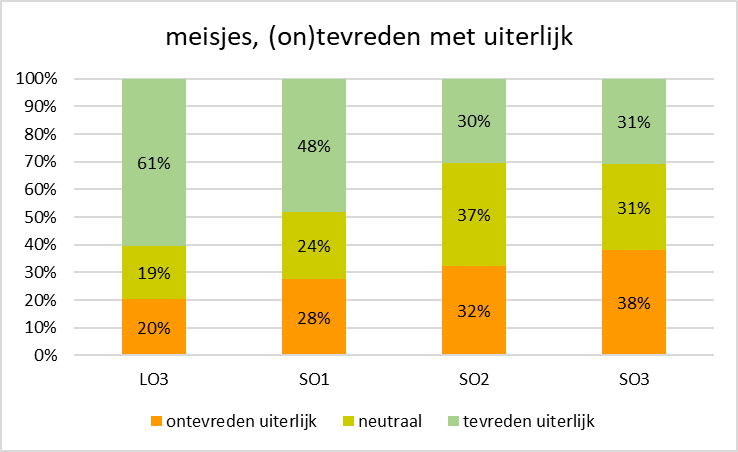 meisjes, (on)tevreden met uiterlijk
100%
90%
80%
70%
60%
50%
40%
30%
20%
10%
0%
61% 48% 30% 31%
19% 24% 37% 31%
20% 28% 32% 38%
LO3 SO1 SO2 SO3
ontevreden uiterlijk neutraal tevreden uiterlijk